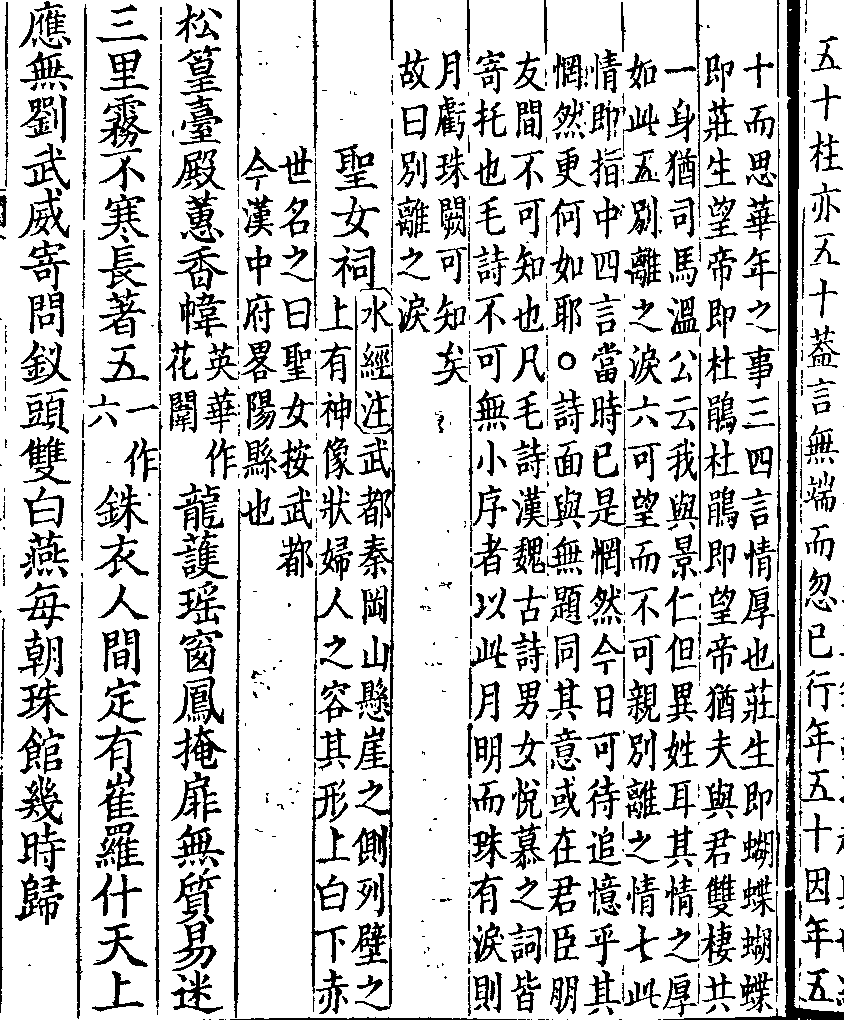 五十柱亦五十葢言無端而忽已行年五十因年五
十而思華年之事三四言情厚也莊生即蝴蝶蝴蝶
即莊生望帝即杜鵑杜鵑即望帝猶夫與君雙棲共
一身猶司馬溫公云我與景仁但異姓耳其情之厚
如此五别離之淚六可望而不可親別離之情七此
情即指中四言當時已是惘然今日可待追憶乎其
惘然更何如耶○詩面與無題同其意或在君臣朋
友間不可知也凡毛詩漢魏古詩男女悅慕之詞皆
寄托也毛詩不可無小序者以此月明而珠有淚則
月虧珠闕可知矣
故曰別離之淚
聖女祠
水經注武都秦岡山懸崖之側列壁之
上有神像狀婦人之容其形上白下赤
世名之曰聖女按武都
今漢中府畧陽縣也
松篁臺殿蕙香幃英華作花闈龍護瑶窗鳳掩扉無質易迷
三里霧不寒長著五一作六銖衣人間定有崔羅什天上
應無劉武威寄問釵頭雙白燕每朝珠館幾時歸